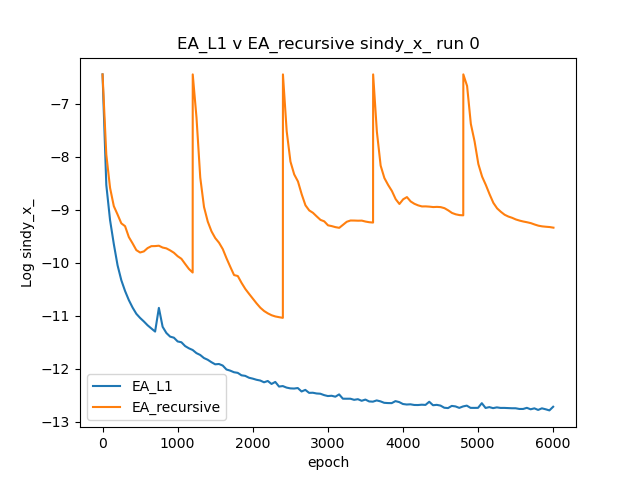 EA_L1 v EA_recursive sindy_x_ run 0
Log sindy_x_
−7
−8
−9
−10
−11
−12
−13
EA_L1
EA_recursive
0 1000 2000 3000 4000 5000 6000
epoch